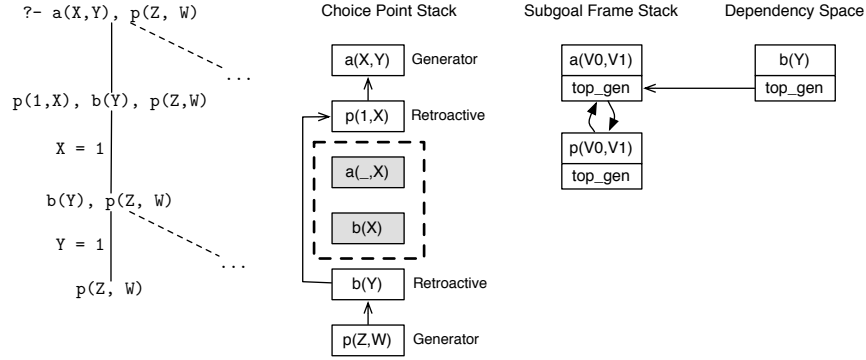 ?- a(X,Y), p(Z, W)
...
p(1,X), b(Y), p(Z,W)
X = 1
b(Y), p(Z, W)
Y = 1
...
p(Z, W)
Choice Point Stack
a(X,Y) Generator
p(1,X) Retroactive
a(_,X)
b(X)
b(Y) Retroactive
p(Z,W) Generator
Subgoal Frame Stack
a(V0,V1)
top_gen
p(V0,V1)
top_gen
Dependency Space
b(Y)
top_gen